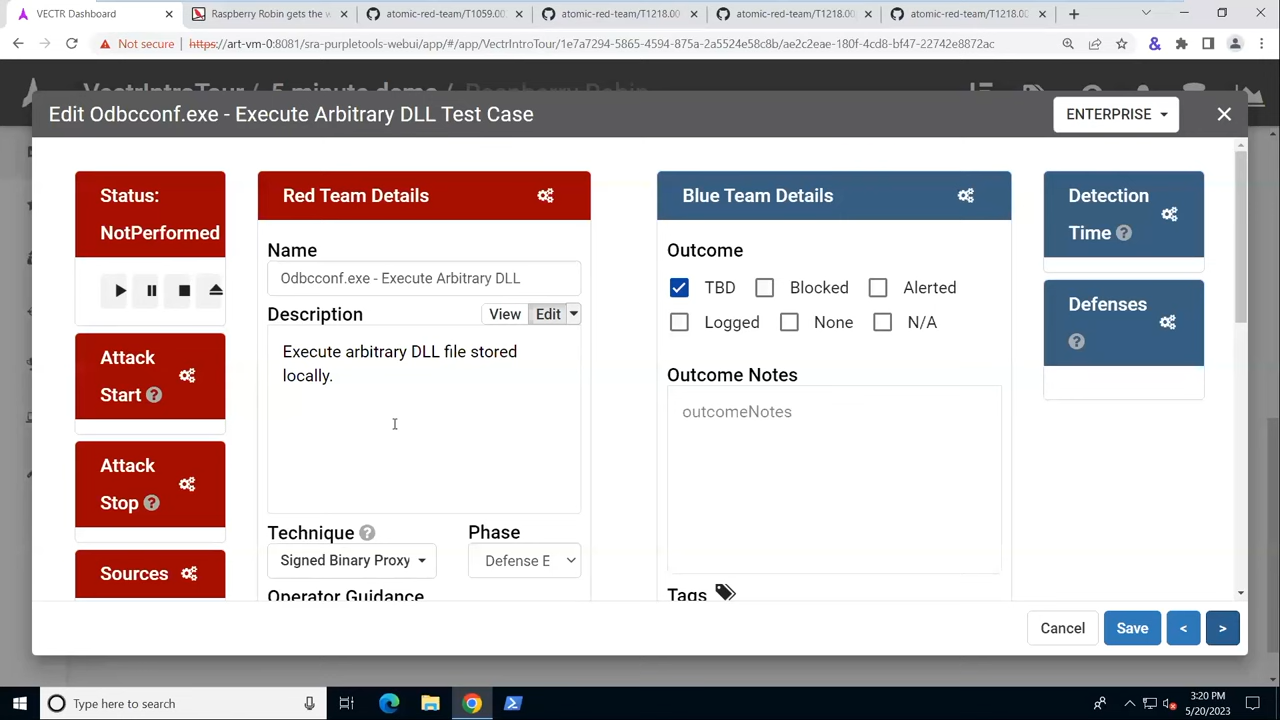 VECTR Dashboard
Raspberry Robin gets the w
atomic-red-team/T1059.00
atomic-red-team/T1218.00
atomic-red-team/T1218.00
atomic-red-team/T1218.00
Not secure
https://art-vm-0:8081/sra-purpletools-webui/app/#/app/VectrIntroTour/1e7a7294-5865-4594-875a-2a5524e58c8b/ae2c2eae-180f-4cd8-bf47-22742e8872ac
VectrIntroTour / 5 minute demo / Raspberry Robin
Edit Odbcconf.exe - Execute Arbitrary DLL Test Case
ENTERPRISE
Status:
NotPerformed
Attack
Start
Attack
Stop
Sources
Red Team Details
Name
Odbcconf.exe - Execute Arbitrary DLL
Description
View
Edit
Execute arbitrary DLL file stored
locally.
Technique
Phase
Signed Binary Proxy
Defense E
Operator Guidance
Blue Team Details
Outcome
TBD
Blocked
Alerted
Logged
None
N/A
Outcome Notes
outcomeNotes
Tags
Detection
Time
Defenses
Cancel
Save
<
>
Type here to search
3:20 PM
5/20/2023